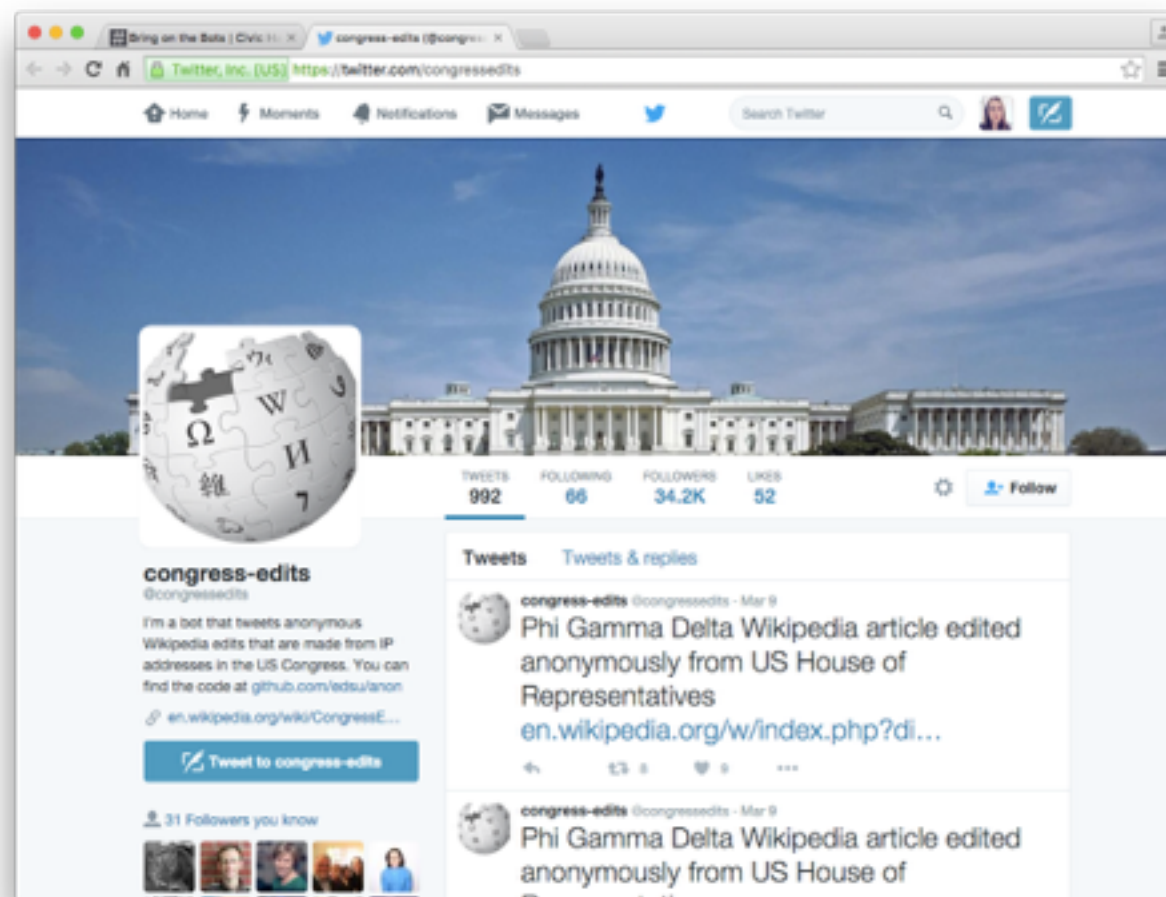 Bring on the Bots | Civic H
congress-edits (@congre
Twitter, Inc. [US] https://twitter.com/congressedits
Home Moments Notifications Messages Search Twitter
Ω W И 維 7
TWEETS FOLLOWING FOLLOWERS LIKES
992 66 34.2K 52
Follow
congress-edits
@congressedits
I'm a bot that tweets anonymous
Wikipedia edits that are made from IP
addresses in the US Congress. You can
find the code at github.com/edsu/anon
en.wikipedia.org/wiki/CongressE...
Tweet to congress-edits
31 Followers you know
Tweets Tweets & replies
congress-edits @congressedits - Mar 9
Phi Gamma Delta Wikipedia article edited
anonymously from US House of
Representatives
en.wikipedia.org/w/index.php?di...
8 9
congress-edits @congressedits - Mar 9
Phi Gamma Delta Wikipedia article edited
anonymously from US House of